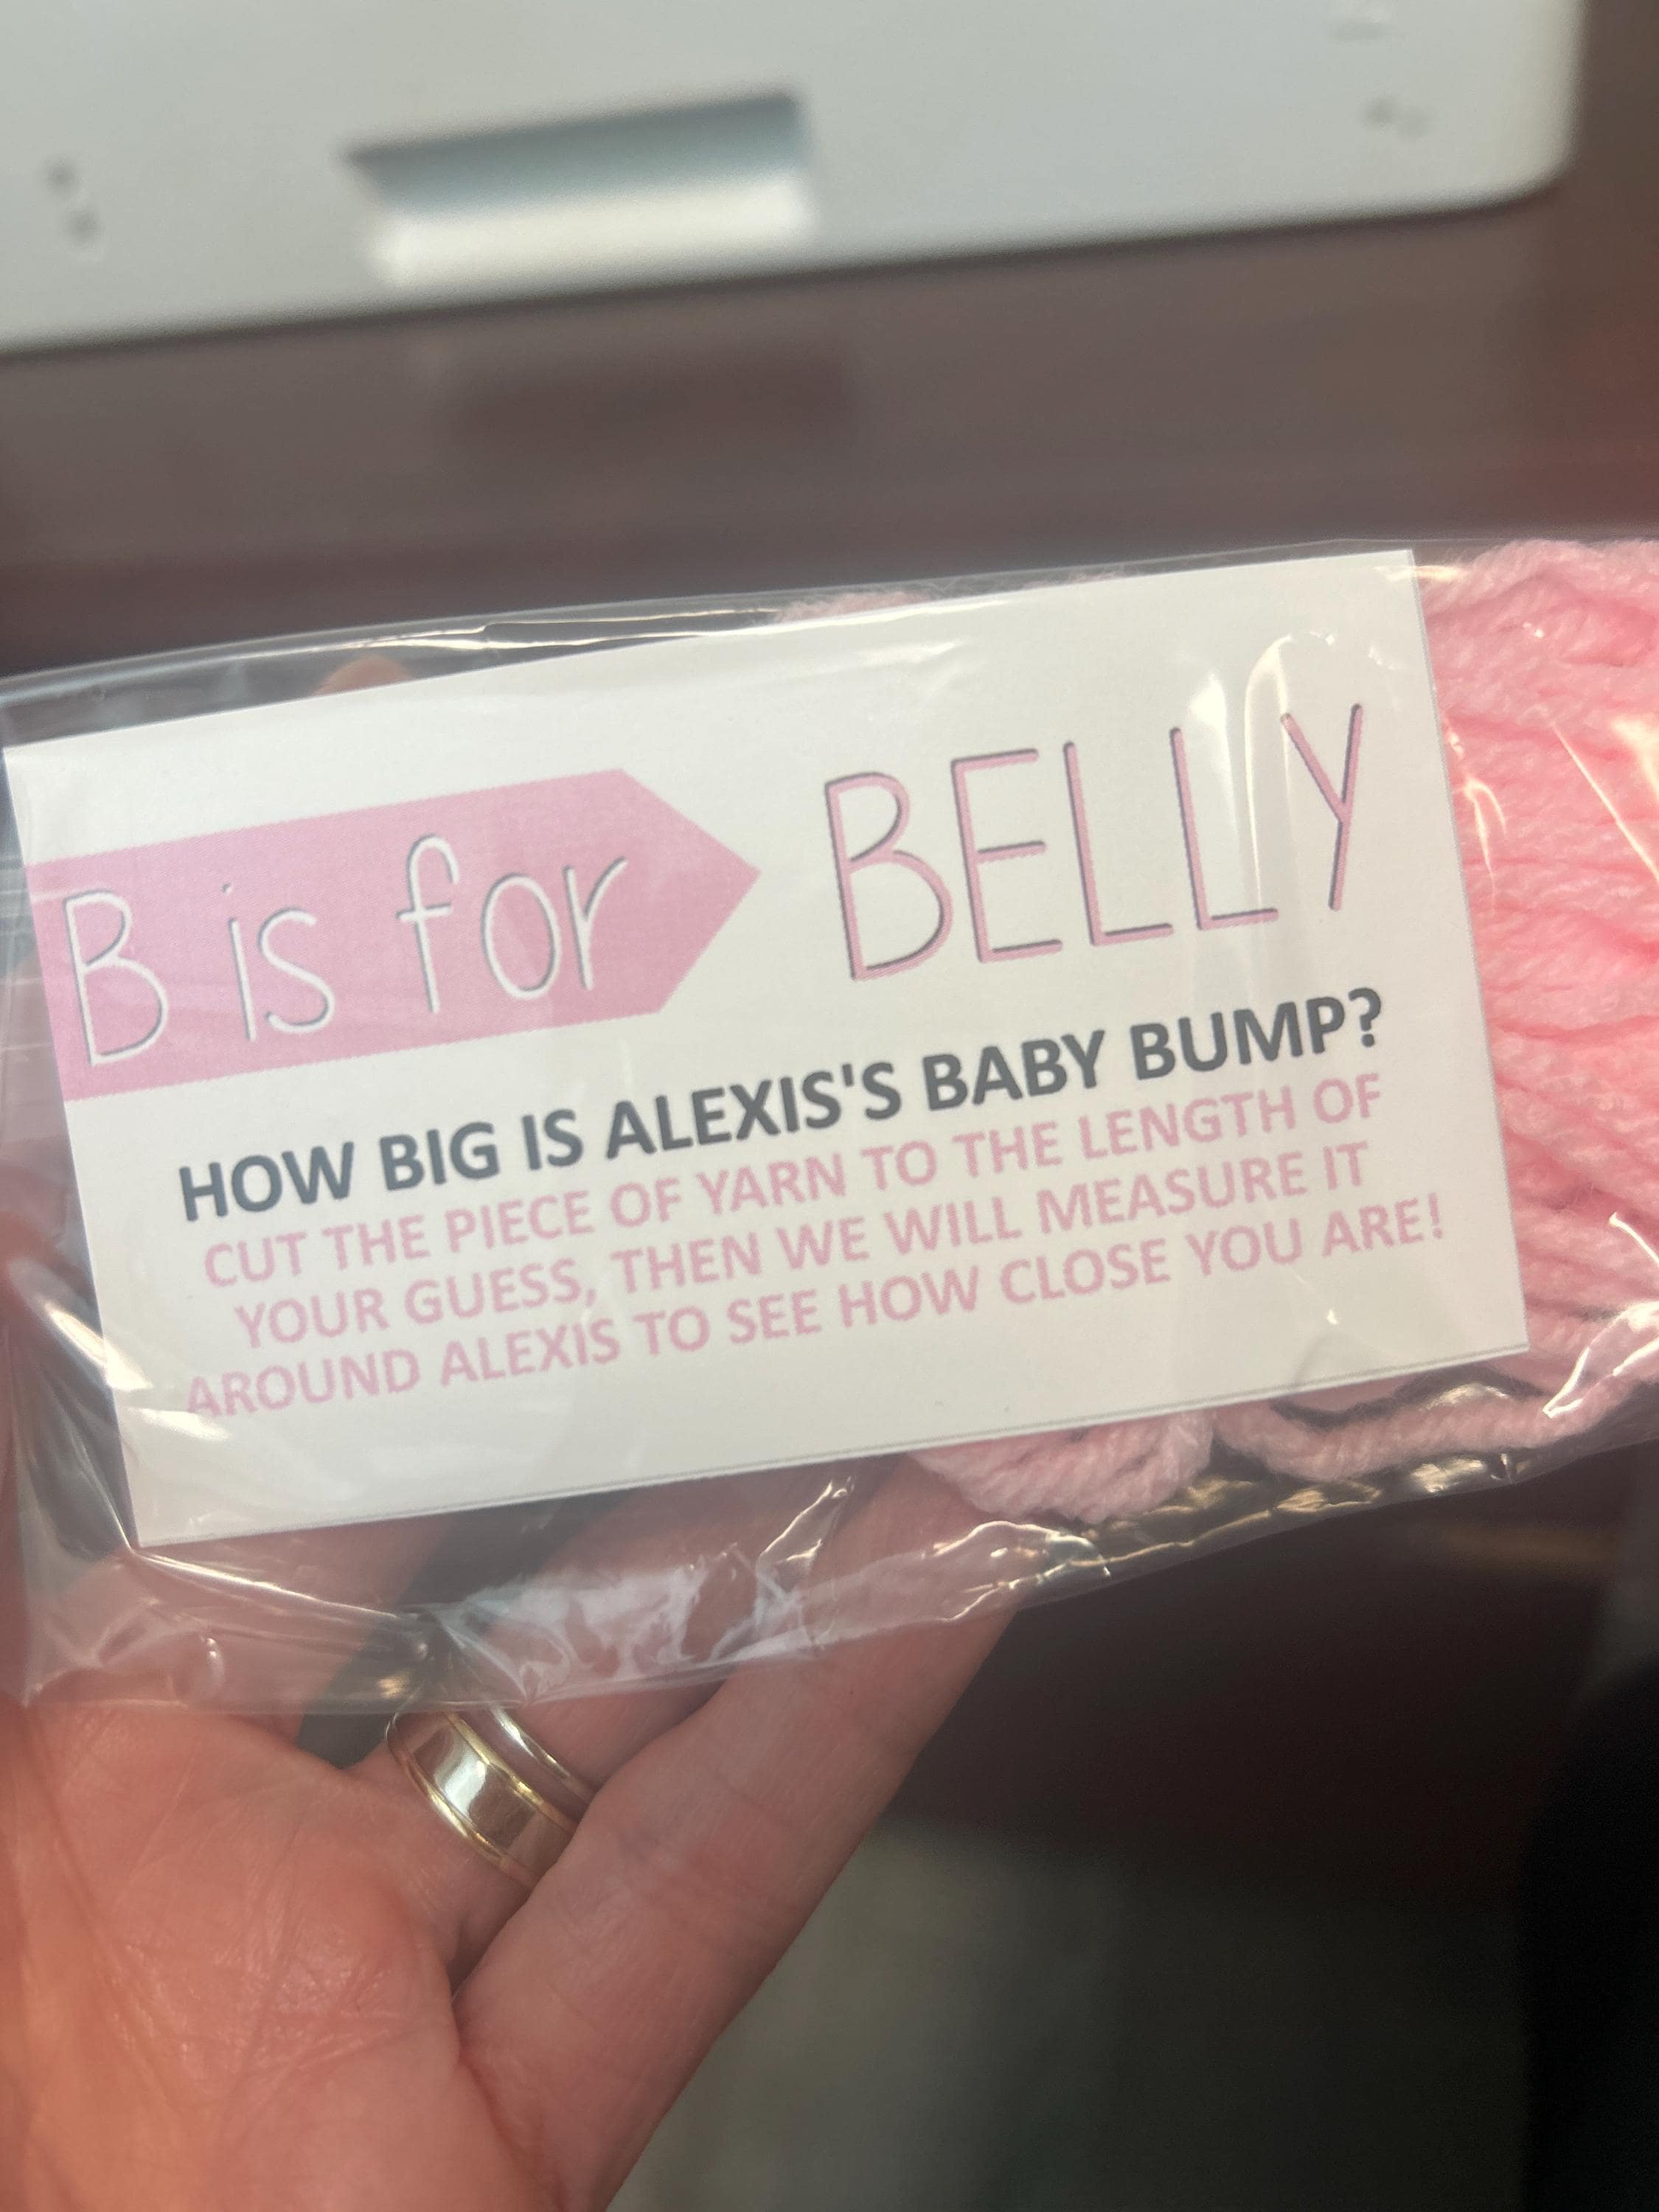 B is for BELLY
HOW BIG IS ALEXIS'S BABY BUMP?
CUT THE PIECE OF YARN TO THE LENGTH OF
YOUR GUESS, THEN WE WILL MEASURE IT
AROUND ALEXIS TO SEE HOW CLOSE YOU ARE!